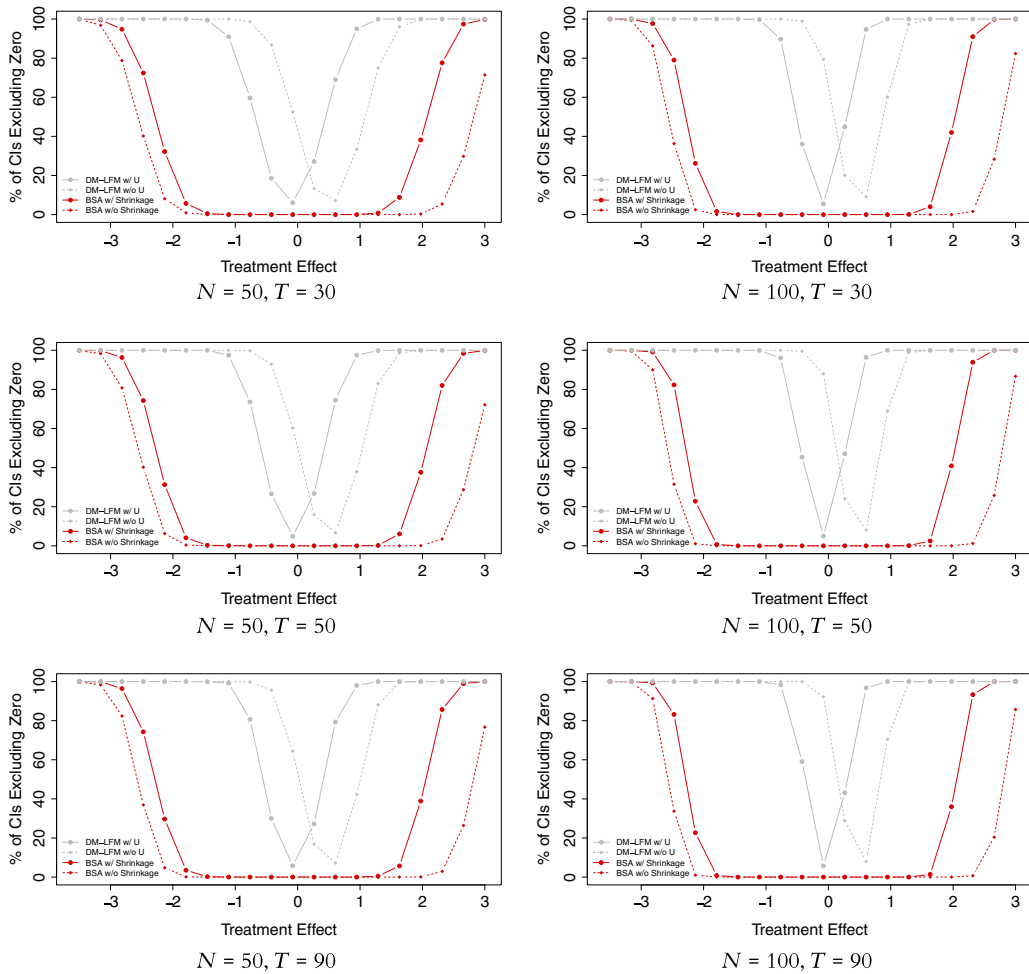 % of CIs Excluding Zero
100
80
60
40
20
0
DM−LFM w/ U
DM−LFM w/o U
BSA w/ Shrinkage
BSA w/o Shrinkage
−3 −2 −1 0 1 2 3
Treatment Effect
N = 50, T = 30
% of CIs Excluding Zero
100
80
60
40
20
0
DM−LFM w/ U
DM−LFM w/o U
BSA w/ Shrinkage
BSA w/o Shrinkage
−3 −2 −1 0 1 2 3
Treatment Effect
N = 100, T = 30
% of CIs Excluding Zero
100
80
60
40
20
0
DM−LFM w/ U
DM−LFM w/o U
BSA w/ Shrinkage
BSA w/o Shrinkage
−3 −2 −1 0 1 2 3
Treatment Effect
N = 50, T = 50
% of CIs Excluding Zero
100
80
60
40
20
0
DM−LFM w/ U
DM−LFM w/o U
BSA w/ Shrinkage
BSA w/o Shrinkage
−3 −2 −1 0 1 2 3
Treatment Effect
N = 100, T = 50
% of CIs Excluding Zero
100
80
60
40
20
0
DM−LFM w/ U
DM−LFM w/o U
BSA w/ Shrinkage
BSA w/o Shrinkage
−3 −2 −1 0 1 2 3
Treatment Effect
N = 50, T = 90
% of CIs Excluding Zero
100
80
60
40
20
0
DM−LFM w/ U
DM−LFM w/o U
BSA w/ Shrinkage
BSA w/o Shrinkage
−3 −2 −1 0 1 2 3
Treatment Effect
N = 100, T = 90